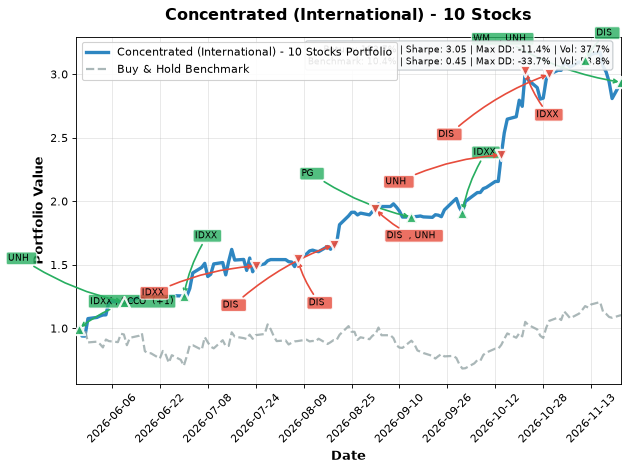 Concentrated (International) - 10 Stocks
WM UNH
DIS
Concentrated (International) - 10 Stocks Portfolio
| Sharpe: 3.05 | Max DD: -11.4% | Vol: 37.7%
Buy & Hold Benchmark
Benchmark: 10.4% | Sharpe: 0.45 | Max DD: -33.7% | Vol:
3.0
IDXX
DIS
2.5
IDXX
PG
UNH
2.0
IDXX
DIS , UNH
UNH
1.5
IDXX
IDXX
DIS
DIS
1.0
Portfolio Value
2026-06-06
2026-06-22
2026-07-08
2026-07-24
2026-08-09
2026-08-25
2026-09-10
2026-09-26
2026-10-12
2026-10-28
2026-11-13
Date